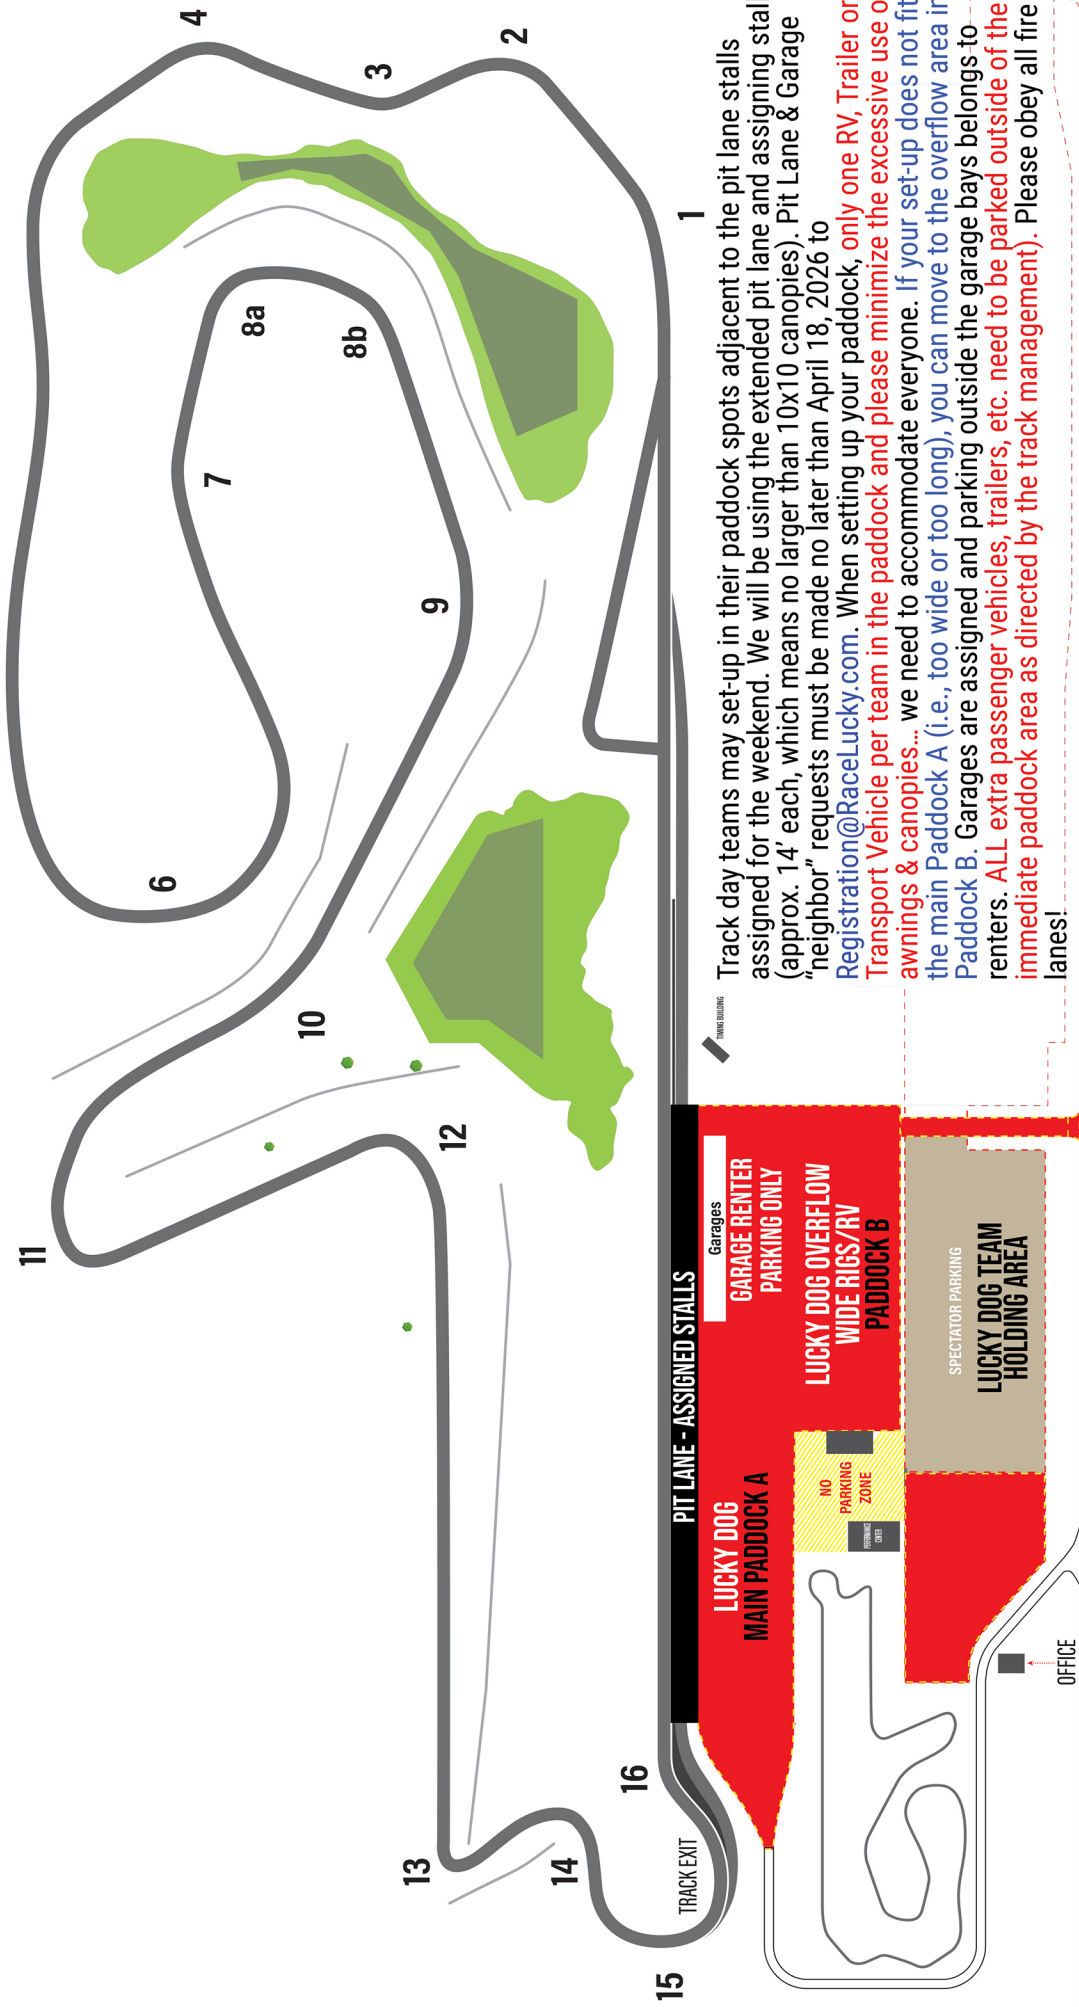 4
3
2
1
8a
8b
7
9
6
10
11
12
13
14
15
16
TRACK EXIT
TIMING BUILDING
PIT LANE - ASSIGNED STALLS
Garages
GARAGE RENTER
PARKING ONLY
LUCKY DOG OVERFLOW
WIDE RIGS/RV
PADDOCK B
LUCKY DOG
MAIN PADDOCK A
NO
PARKING
ZONE
PERFORMANCE
CENTER
SPECTATOR PARKING
LUCKY DOG TEAM
HOLDING AREA
OFFICE
Track day teams may set-up in their paddock spots adjacent to the pit lane stalls
assigned for the weekend. We will be using the extended pit lane and assigning stal
(approx. 14’ each, which means no larger than 10x10 canopies). Pit Lane & Garage
“neighbor” requests must be made no later than April 18, 2026 to
Registration@RaceLucky.com. When setting up your paddock, only one RV, Trailer or
Transport Vehicle per team in the paddock and please minimize the excessive use o
awnings & canopies... we need to accommodate everyone. If your set-up does not fit
the main Paddock A (i.e., too wide or too long), you can move to the overflow area in
Paddock B. Garages are assigned and parking outside the garage bays belongs to
renters. ALL extra passenger vehicles, trailers, etc. need to be parked outside of the
immediate paddock area as directed by the track management). Please obey all fire
lanes!